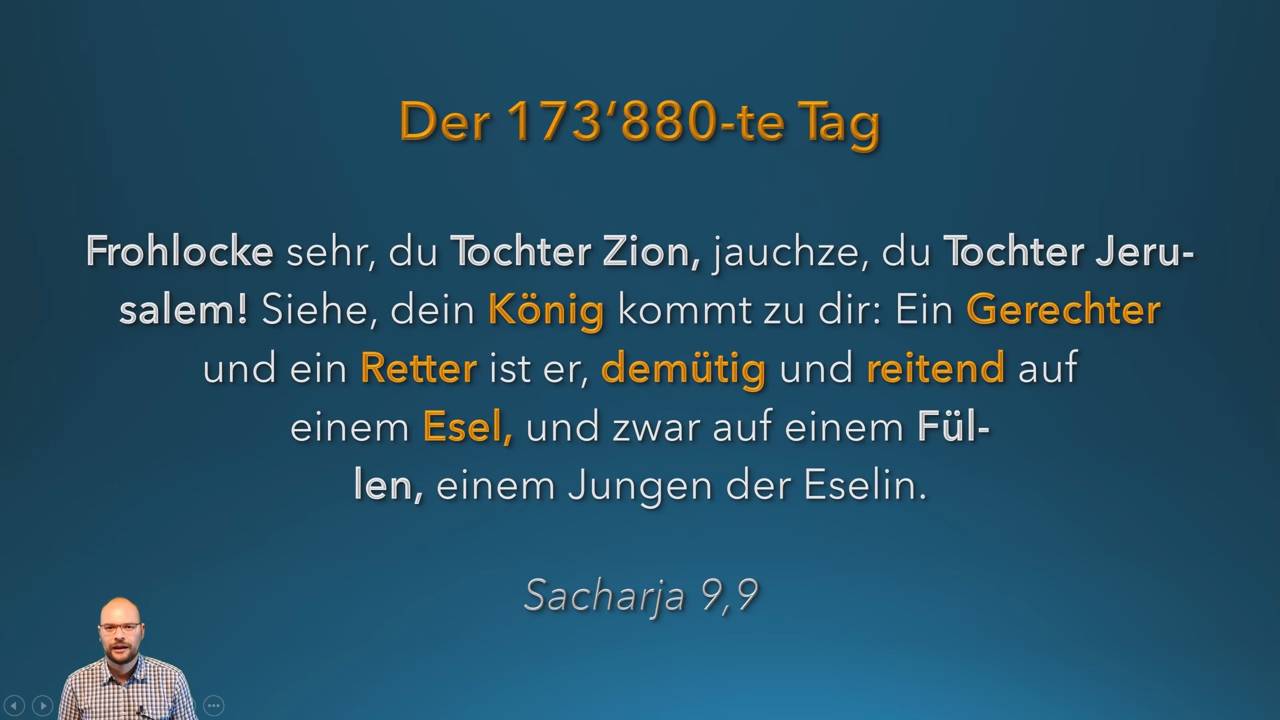 Der 173’880-te Tag
Frohlocke sehr, du Tochter Zion, jauchze, du Tochter Jeru-
salem! Siehe, dein König kommt zu dir: Ein Gerechter
und ein Retter ist er, demütig und reitend auf
einem Esel, und zwar auf einem Fül-
len, einem Jungen der Eselin.
Sacharja 9,9